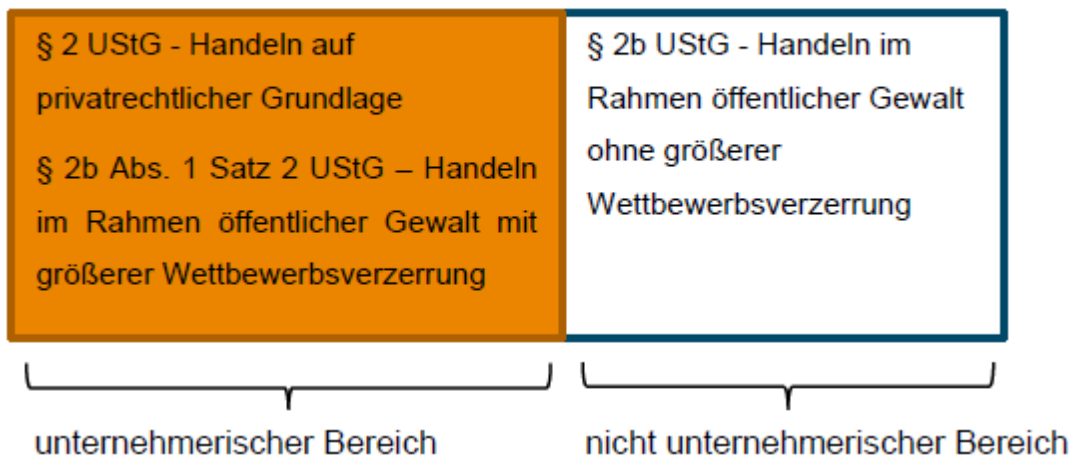 § 2 UStG - Handeln auf
privatrechtlicher Grundlage
§ 2b Abs. 1 Satz 2 UStG – Handeln
im Rahmen öffentlicher Gewalt mit
größerer Wettbewerbsverzerrung
§ 2b UStG - Handeln im
Rahmen öffentlicher Gewalt
ohne größerer
Wettbewerbsverzerrung
unternehmerischer Bereich
nicht unternehmerischer Bereich